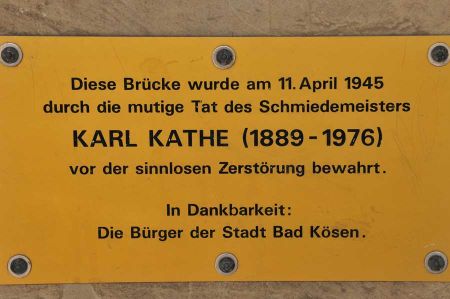 Diese Brücke wurde am 11. April 1945
durch die mutige Tat des Schmiedemeisters
KARL KATHE (1889-1976)
vor der sinnlosen Zerstörung bewahrt.
In Dankbarkeit:
Die Bürger der Stadt Bad Kösen.